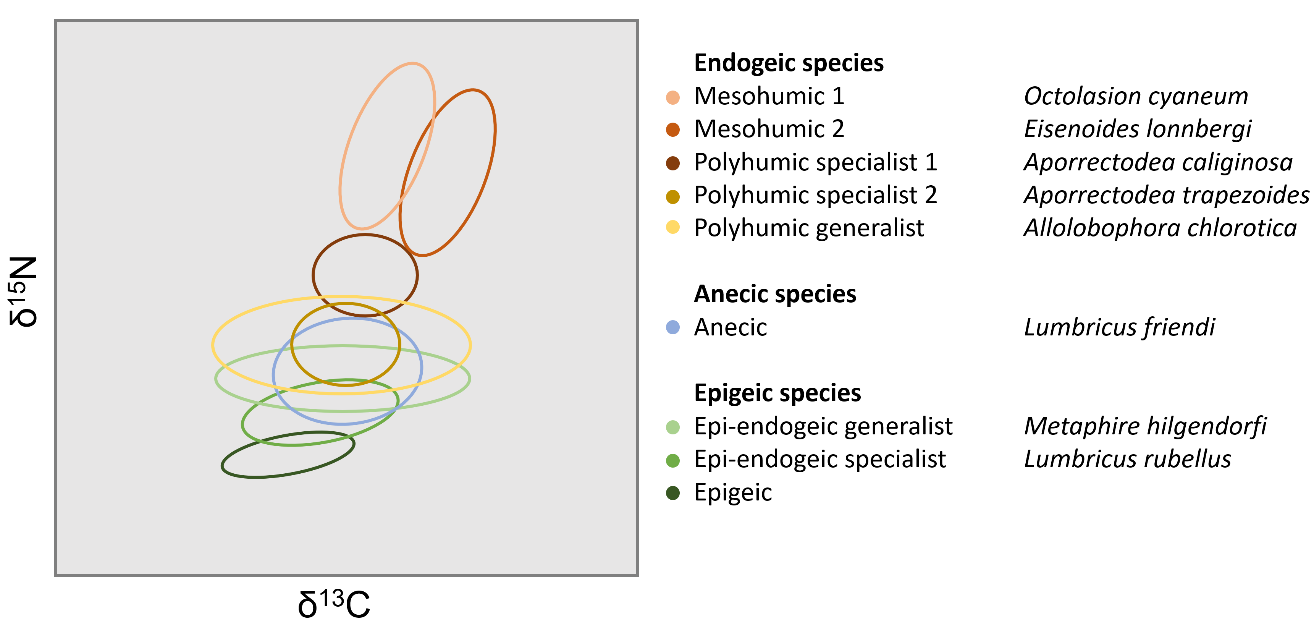 Endogeic species
Mesohumic 1 Octolasion cyaneum
Mesohumic 2 Eisenoides lonnbergi
Polyhumic specialist 1 Aporrectodea caliginosa
Polyhumic specialist 2 Aporrectodea trapezoides
Polyhumic generalist Allolobophora chlorotica
Anecic species
Anecic Lumbricus friendi
Epigeic species
Epi-endogeic generalist Metaphire hilgendorfi
Epi-endogeic specialist Lumbricus rubellus
Epigeic
δ¹⁵N
δ¹³C